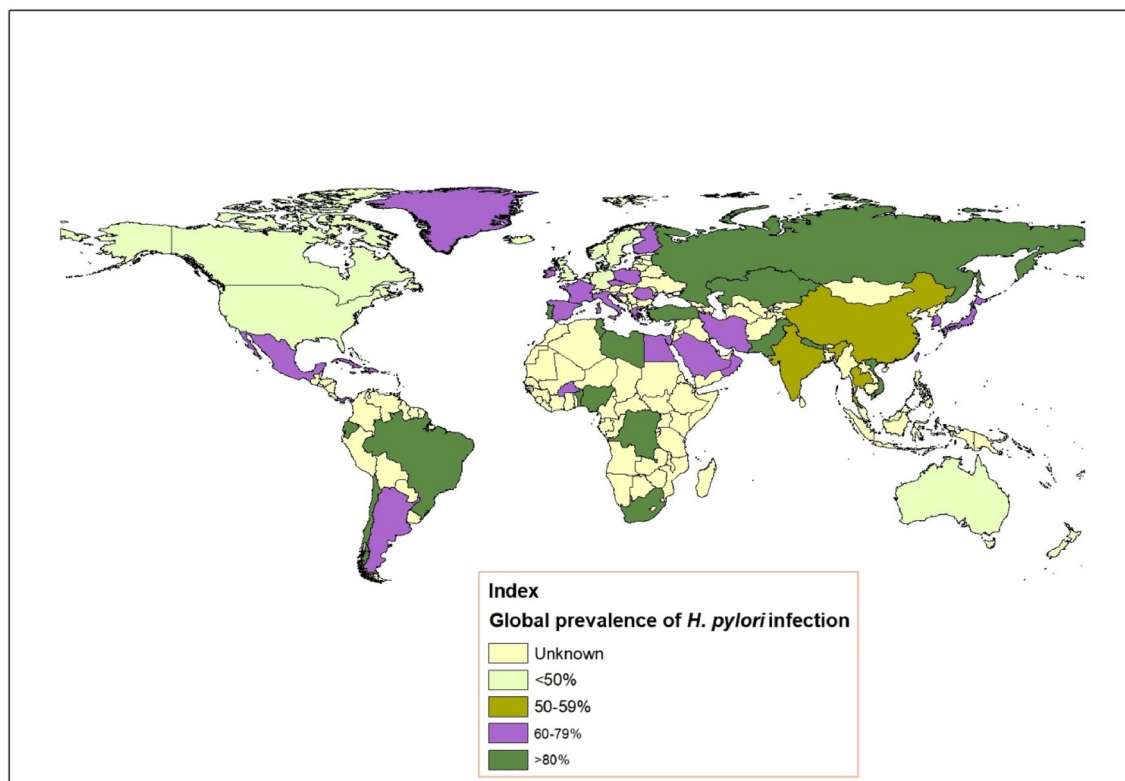 Index
Global prevalence of H. pylori infection
Unknown
<50%
50-59%
60-79%
>80%